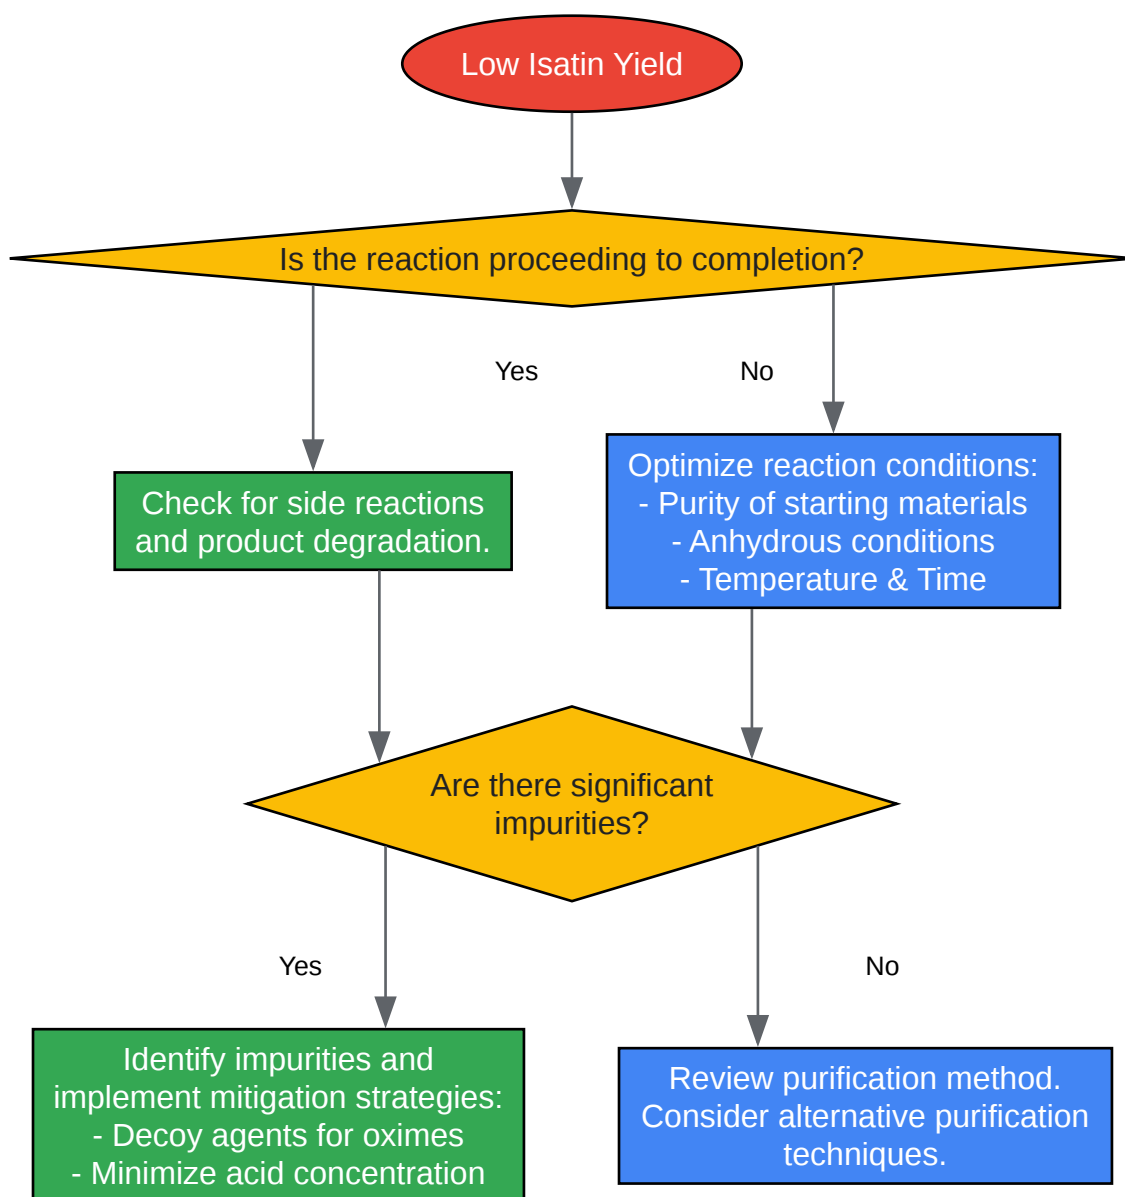 Low Isatin Yield
Is the reaction proceeding to completion?
Yes
No
Check for side reactions
and product degradation.
Optimize reaction conditions:
- Purity of starting materials
- Anhydrous conditions
- Temperature & Time
Are there significant
impurities?
Yes
No
Identify impurities and
implement mitigation strategies:
- Decoy agents for oximes
- Minimize acid concentration
Review purification method.
Consider alternative purification
techniques.